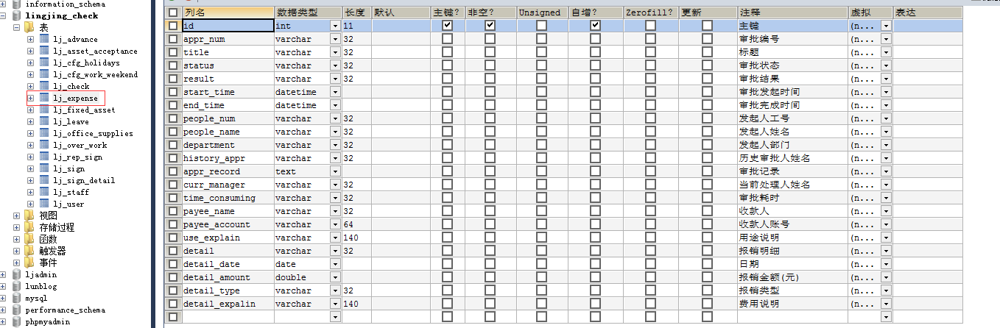 information_schema
lingjing_check
表
lj_advance
lj_asset_acceptance
lj_cfg_holidays
lj_cfg_work_weekend
lj_check
lj_expense
lj_fixed_asset
lj_leave
lj_office_supplies
lj_over_work
lj_rep_sign
lj_sign
lj_sign_detail
lj_staff
lj_user
视图
存储过程
函数
触发器
事件
ljadmin
lunblog
mysql
performance_schema
phpmyadmin
列名 数据类型 长度 默认 主键? 非空? Unsigned 自增? Zerofill? 更新 注释 虚拟 表达
id int 11 主键 (n...
appr_num varchar 32 审批编号 (n...
title varchar 32 标题 (n...
status varchar 32 审批状态 (n...
result varchar 32 审批结果 (n...
start_time datetime 审批发起时间 (n...
end_time datetime 审批完成时间 (n...
people_num varchar 32 发起人工号 (n...
people_name varchar 32 发起人姓名 (n...
department varchar 32 发起人部门 (n...
history_appr varchar 32 历史审批人姓名 (n...
appr_record text 审批记录 (n...
curr_manager varchar 32 当前处理人姓名 (n...
time_consuming varchar 32 审批耗时 (n...
payee_name varchar 32 收款人 (n...
payee_account varchar 64 收款人账号 (n...
use_explain varchar 140 用途说明 (n...
detail varchar 32 报销明细 (n...
detail_date date 日期 (n...
detail_amount double 报销金额(元) (n...
detail_type varchar 32 报销类型 (n...
detail_expalin varchar 140 费用说明 (n...